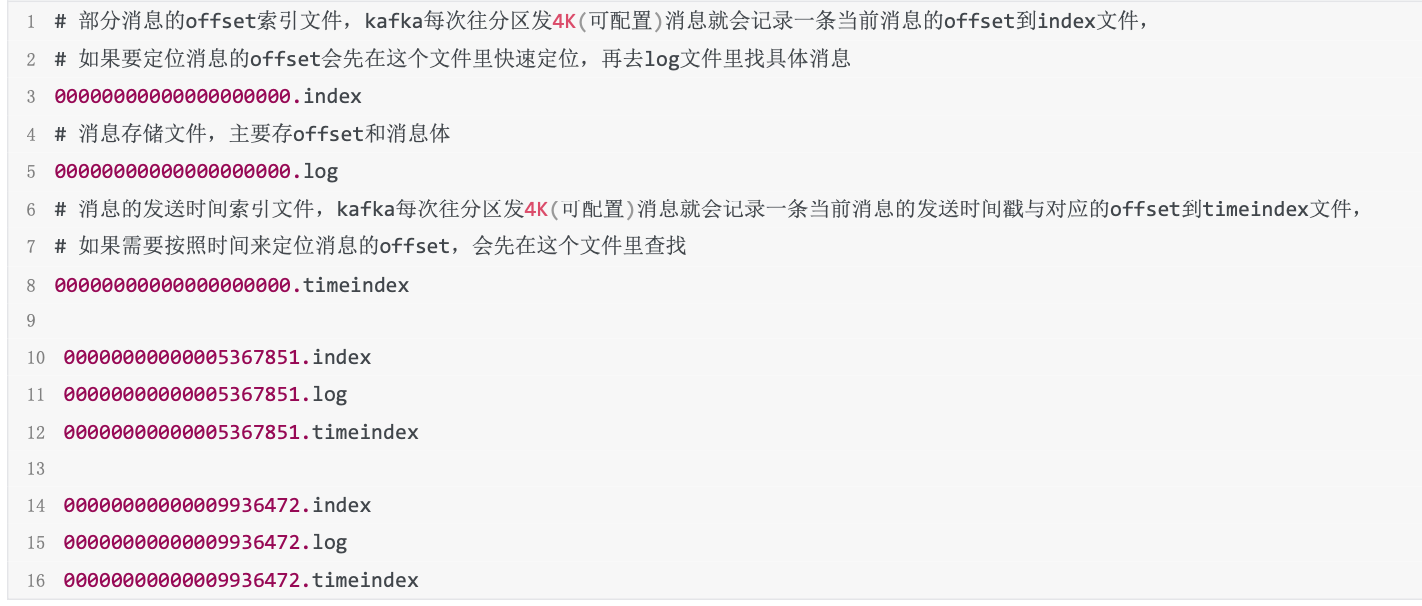 1 # 部分消息的offset索引文件，kafka每次往分区发4K(可配置)消息就会记录一条当前消息的offset到index文件，
2 # 如果要定位消息的offset会先在这个文件里快速定位，再去log文件里找具体消息
3 00000000000000000000.index
4 # 消息存储文件，主要存offset和消息体
5 00000000000000000000.log
6 # 消息的发送时间索引文件，kafka每次往分区发4K(可配置)消息就会记录一条当前消息的发送时间戳与对应的offset到timeindex文件，
7 # 如果需要按照时间来定位消息的offset，会先在这个文件里查找
8 00000000000000000000.timeindex
9
10 00000000000005367851.index
11 00000000000005367851.log
12 00000000000005367851.timeindex
13
14 00000000000009936472.index
15 00000000000009936472.log
16 00000000000009936472.timeindex